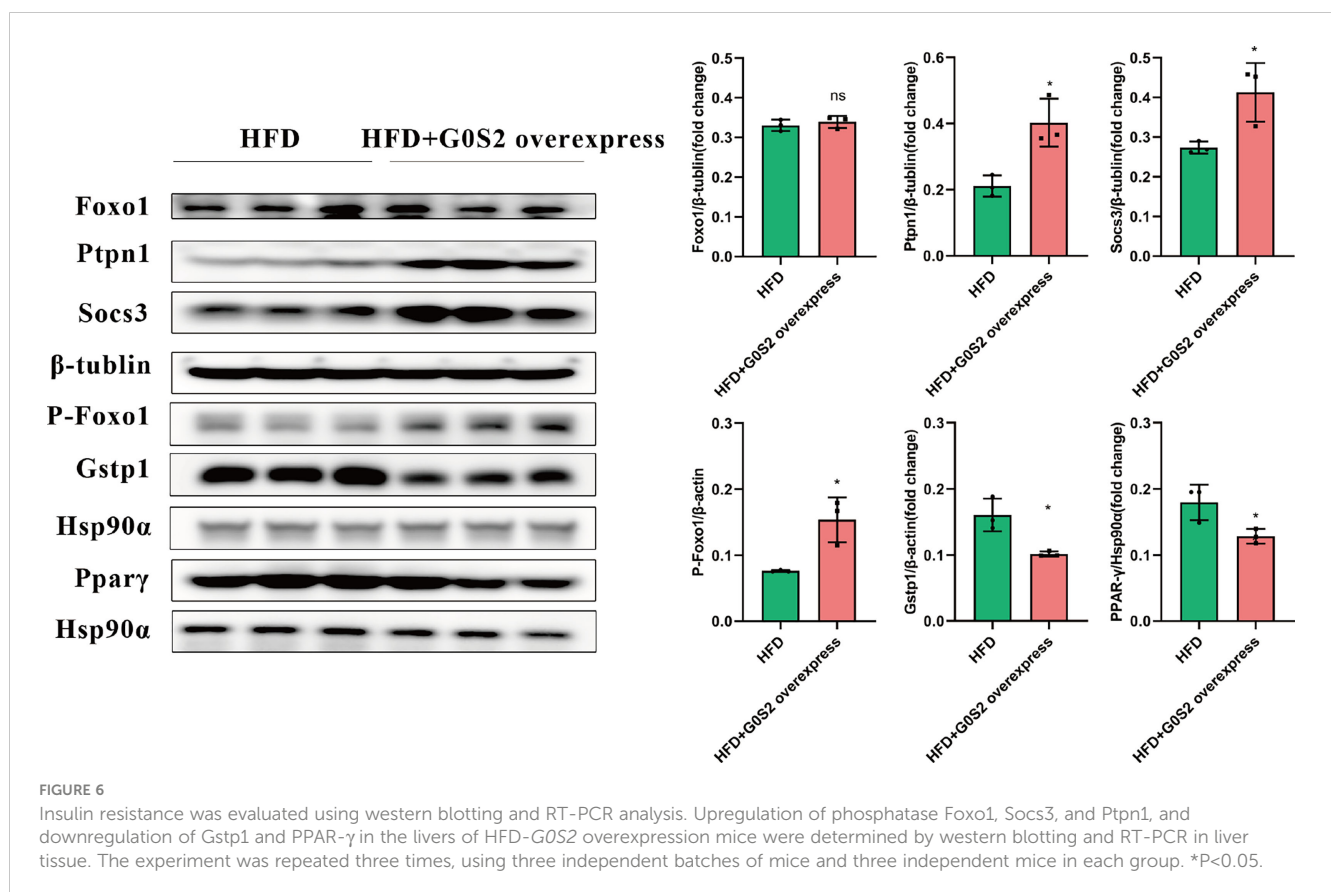 HFD HFD+G0S2 overexpress
Foxo1
Ptpn1
Socs3
β-tublin
P-Foxo1
Gstp1
Hsp90α
Pparγ
Hsp90α
Foxo1/β-tublin(fold change)
0.5
0.4
0.3
0.2
0.1
0.0
ns
HFD
HFD+G0S2 overexpress
Ptpn1/β-tublin(fold change)
0.6
0.4
0.2
0.0
*
HFD
HFD+G0S2 overexpress
Socs3/β-tublin(fold change)
0.5
0.4
0.3
0.2
0.1
0.0
*
HFD
HFD+G0S2 overexpress
P-Foxo1/β-actin
0.3
0.2
0.1
0.0
*
HFD
HFD+G0S2 overexpress
Gstp1/β-actin(fold change)
0.3
0.2
0.1
0.0
*
HFD
HFD+G0S2 overexpress
PPAR-γ/Hsp90α(fold change)
0.3
0.2
0.1
0.0
*
HFD
HFD+G0S2 overexpress
FIGURE 6
Insulin resistance was evaluated using western blotting and RT-PCR analysis. Upregulation of phosphatase Foxo1, Socs3, and Ptpn1, and
downregulation of Gstp1 and PPAR-γ in the livers of HFD-G0S2 overexpression mice were determined by western blotting and RT-PCR in liver
tissue. The experiment was repeated three times, using three independent batches of mice and three independent mice in each group. *P<0.05.